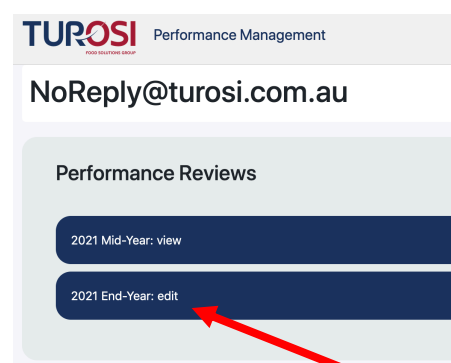 TUROSI
FOOD SOLUTIONS GROUP
Performance Management
NoReply@turosi.com.au
Performance Reviews
2021 Mid-Year: view
2021 End-Year: edit